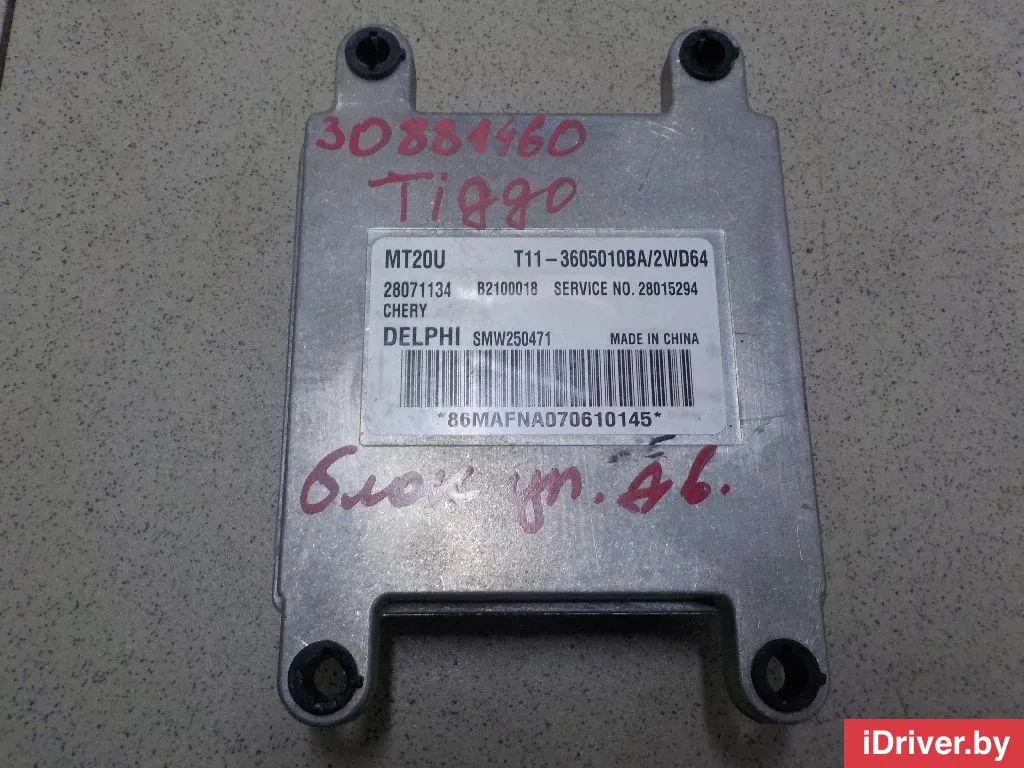 30881460
Tiggo
MT20U T11-3605010BA/2WD64
28071134 B2100018 SERVICE NO. 28015294
CHERY
DELPHI SMW250471 MADE IN CHINA
*86MAFNA070610145*
блок уп. дв.
iDriver.by